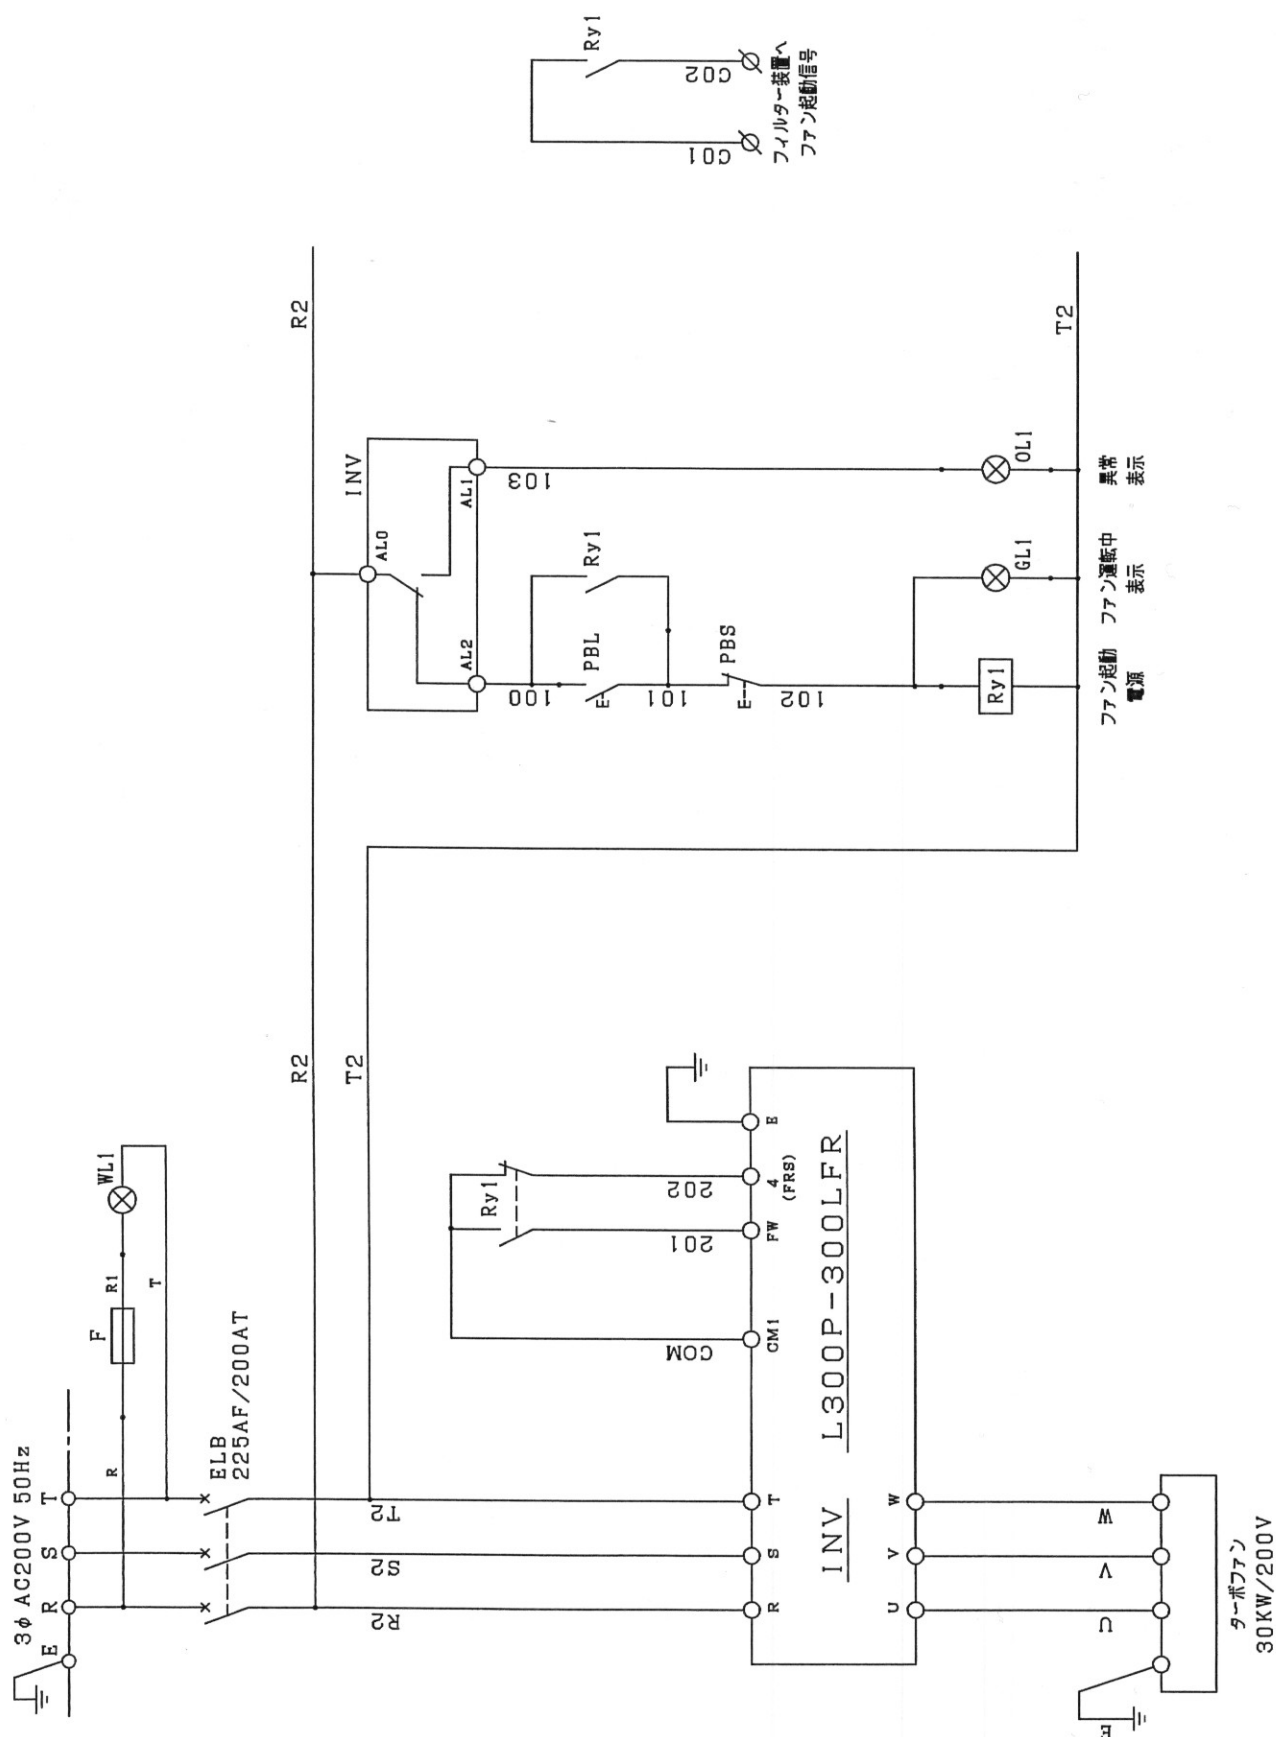 3φ AC200V 50Hz
E
R
S
T
R
F
R1
WL1
T
ELB
225AF/200AT
R2
S2
T2
R2
T2
R2
T2
COM
201
202
Ry1
CM1
FW
4
(FRS)
E
R
S
T
INV
L300P-300LFR
U
V
W
U
V
W
E
ターボファン
30KW/200V
INV
AL0
AL2
AL1
100
PBL
E
Ry1
101
PBS
E
102
103
Ry1
GL1
OL1
ファン起動
電源
ファン運転中
表示
異常
表示
Ry1
C01
C02
フィルター装置へ
ファン起動信号